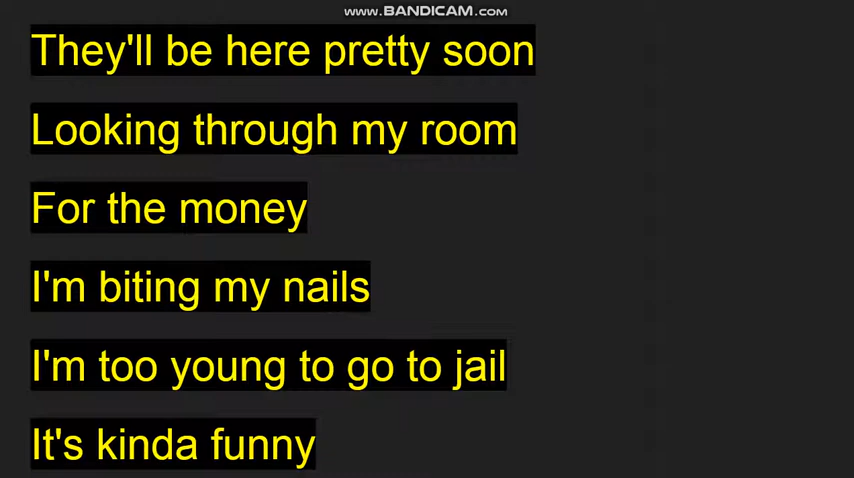 www.BANDICAM.com
They'll be here pretty soon
Looking through my room
For the money
I'm biting my nails
I'm too young to go to jail
It's kinda funny